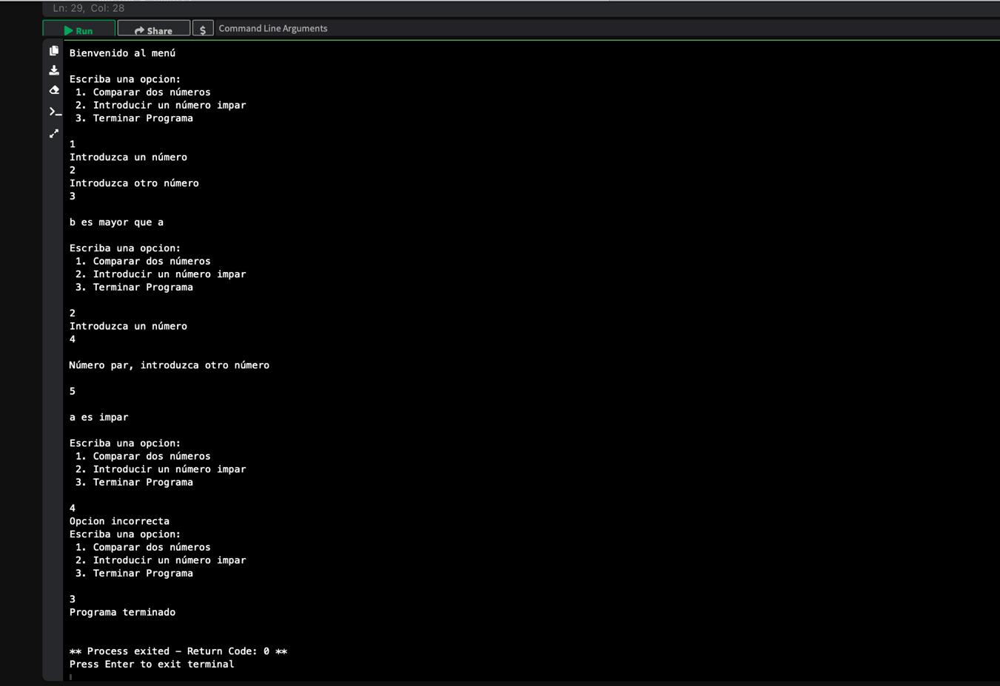 Ln: 29, Col: 28
Run
Share
$
Command Line Arguments
Bienvenido al menú
Escriba una opcion:
1. Comparar dos números
2. Introducir un número impar
3. Terminar Programa
1
Introduzca un número
2
Introduzca otro número
3
b es mayor que a
Escriba una opcion:
1. Comparar dos números
2. Introducir un número impar
3. Terminar Programa
2
Introduzca un número
4
Número par, introduzca otro número
5
a es impar
Escriba una opcion:
1. Comparar dos números
2. Introducir un número impar
3. Terminar Programa
4
Opcion incorrecta
Escriba una opcion:
1. Comparar dos números
2. Introducir un número impar
3. Terminar Programa
3
Programa terminado
** Process exited - Return Code: 0 **
Press Enter to exit terminal